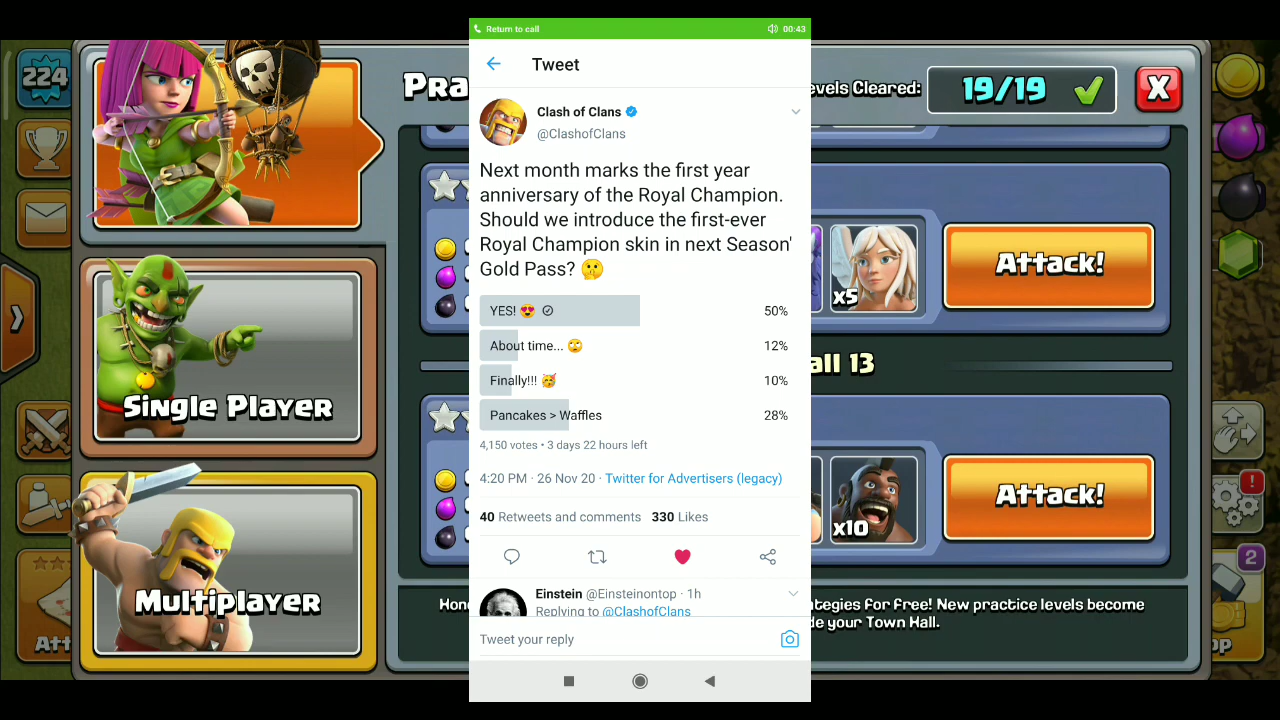 Return to call
00:43
Tweet
Clash of Clans
@ClashofClans
Next month marks the first year
anniversary of the Royal Champion.
Should we introduce the first-ever
Royal Champion skin in next Season'
Gold Pass? 🤫
YES! 😍
50%
About time... 🙄
12%
Finally!!! 🥳
10%
Pancakes > Waffles
28%
4,150 votes • 3 days 22 hours left
4:20 PM · 26 Nov 20 · Twitter for Advertisers (legacy)
40 Retweets and comments 330 Likes
Einstein @Einsteinontop · 1h
Replying to @ClashofClans
Tweet your reply
224
Pra
evels Cleared:
19/19
X
Single Player
Multiplayer
x5
Attack!
all 13
x10
Attack!
Hon
ategies for free! New practice levels become
de your Town Hall.
!
2
Att
op